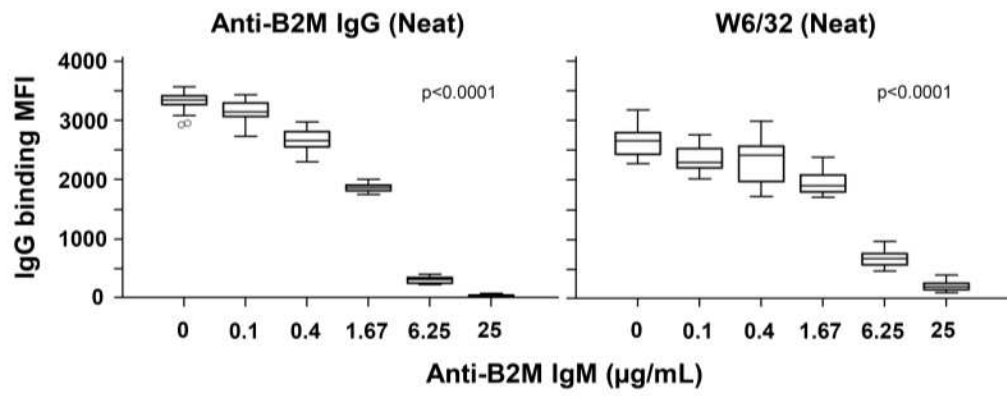 Anti-B2M IgG (Neat)
W6/32 (Neat)
IgG binding MFI
4000
3000
2000
1000
0
p<0.0001
p<0.0001
0 0.1 0.4 1.67 6.25 25
0 0.1 0.4 1.67 6.25 25
Anti-B2M IgM (µg/mL)